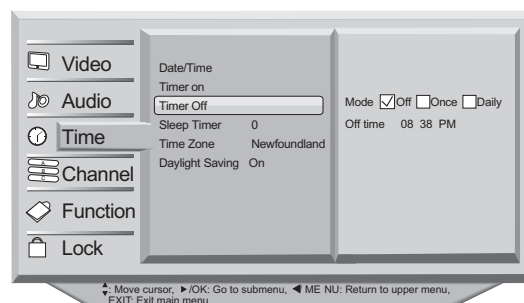 Video
Audio
Time
Channel
Function
Lock
Date/Time
Timer on
Timer Off
Sleep Timer 0
Time Zone Newfoundland
Daylight Saving On
Mode Off Once Daily
Off time 08 38 PM
: Move cursor, /OK: Go to submenu, / ME NU: Return to upper menu,
EXIT: Exit main menu